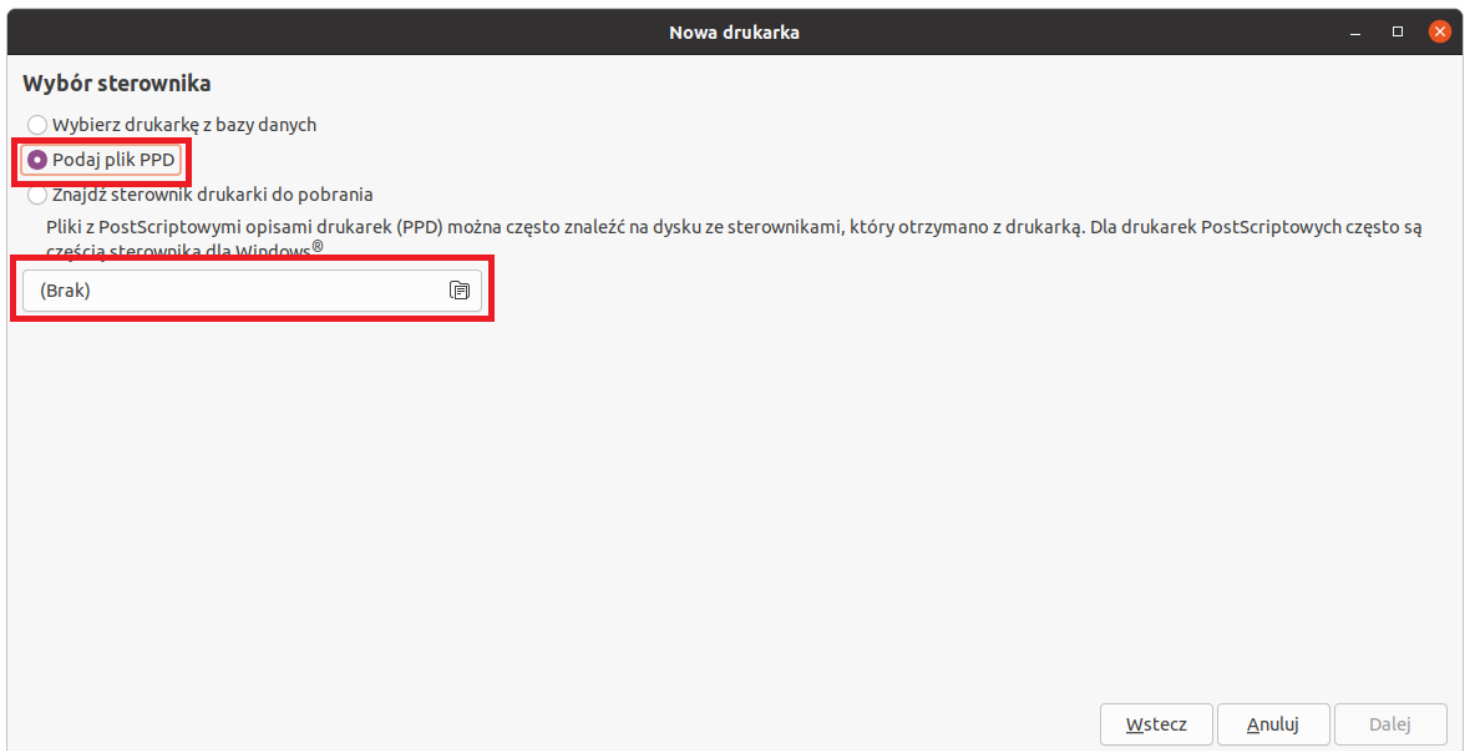 Nowa drukarka
Wybór sterownika
Wybierz drukarkę z bazy danych
Podaj plik PPD
Znajdź sterownik drukarki do pobrania
Pliki z PostScriptowymi opisami drukarek (PPD) można często znaleźć na dysku ze sterownikami, który otrzymano z drukarką. Dla drukarek PostScriptowych często są
częścią sterownika dla Windows®
(Brak)
Wstecz Anuluj Dalej